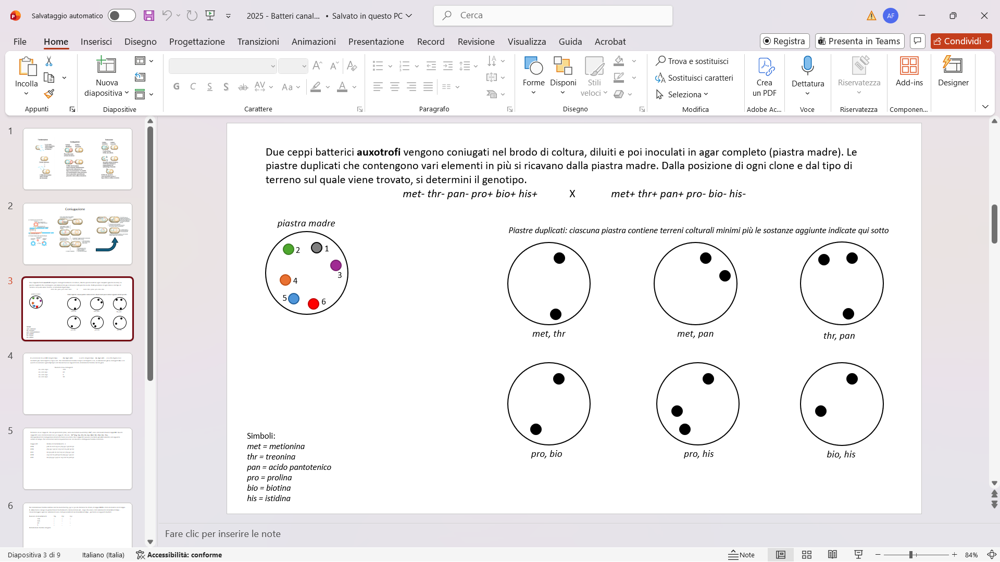 Salvataggio automatico
2025 - Batteri canal... • Salvato in questo PC
Cerca
AF
File Home Inserisci Disegno Progettazione Transizioni Animazioni Presentazione Record Revisione Visualizza Guida Acrobat
Registra Presenta in Teams Condividi
Incolla
Appunti
Nuova
diapositiva
Diapositive
G C S S ab AV Aa A
Carattere
Paragrafo
Forme
Disponi
Stili
veloci
Disegno
Trova e sostituisci
Sostituisci caratteri
Seleziona
Modifica
Crea
un PDF
Adobe Ac...
Dettatura
Voce
Riservatezza
Riservatezza
Add-ins
Componen...
Designer
1
2
Coniugazione
3
4
5
6
Due ceppi batterici auxotrofi vengono coniugati nel brodo di coltura, diluiti e poi inoculati in agar completo (piastra madre). Le
piastre duplicati che contengono vari elementi in più si ricavano dalla piastra madre. Dalla posizione di ogni clone e dal tipo di
terreno sul quale viene trovato, si determini il genotipo.
met- thr- pan- pro+ bio+ his+ X met+ thr+ pan+ pro- bio- his-
piastra madre
2
1
3
4
5
6
Piastre duplicati: ciascuna piastra contiene terreni colturali minimi più le sostanze aggiunte indicate qui sotto
met, thr
met, pan
thr, pan
pro, bio
pro, his
bio, his
Simboli:
met = metionina
thr = treonina
pan = acido pantotenico
pro = prolina
bio = biotina
his = istidina
Fare clic per inserire le note
Diapositiva 3 di 9
Italiano (Italia)
Accessibilità: conforme
Note
84%